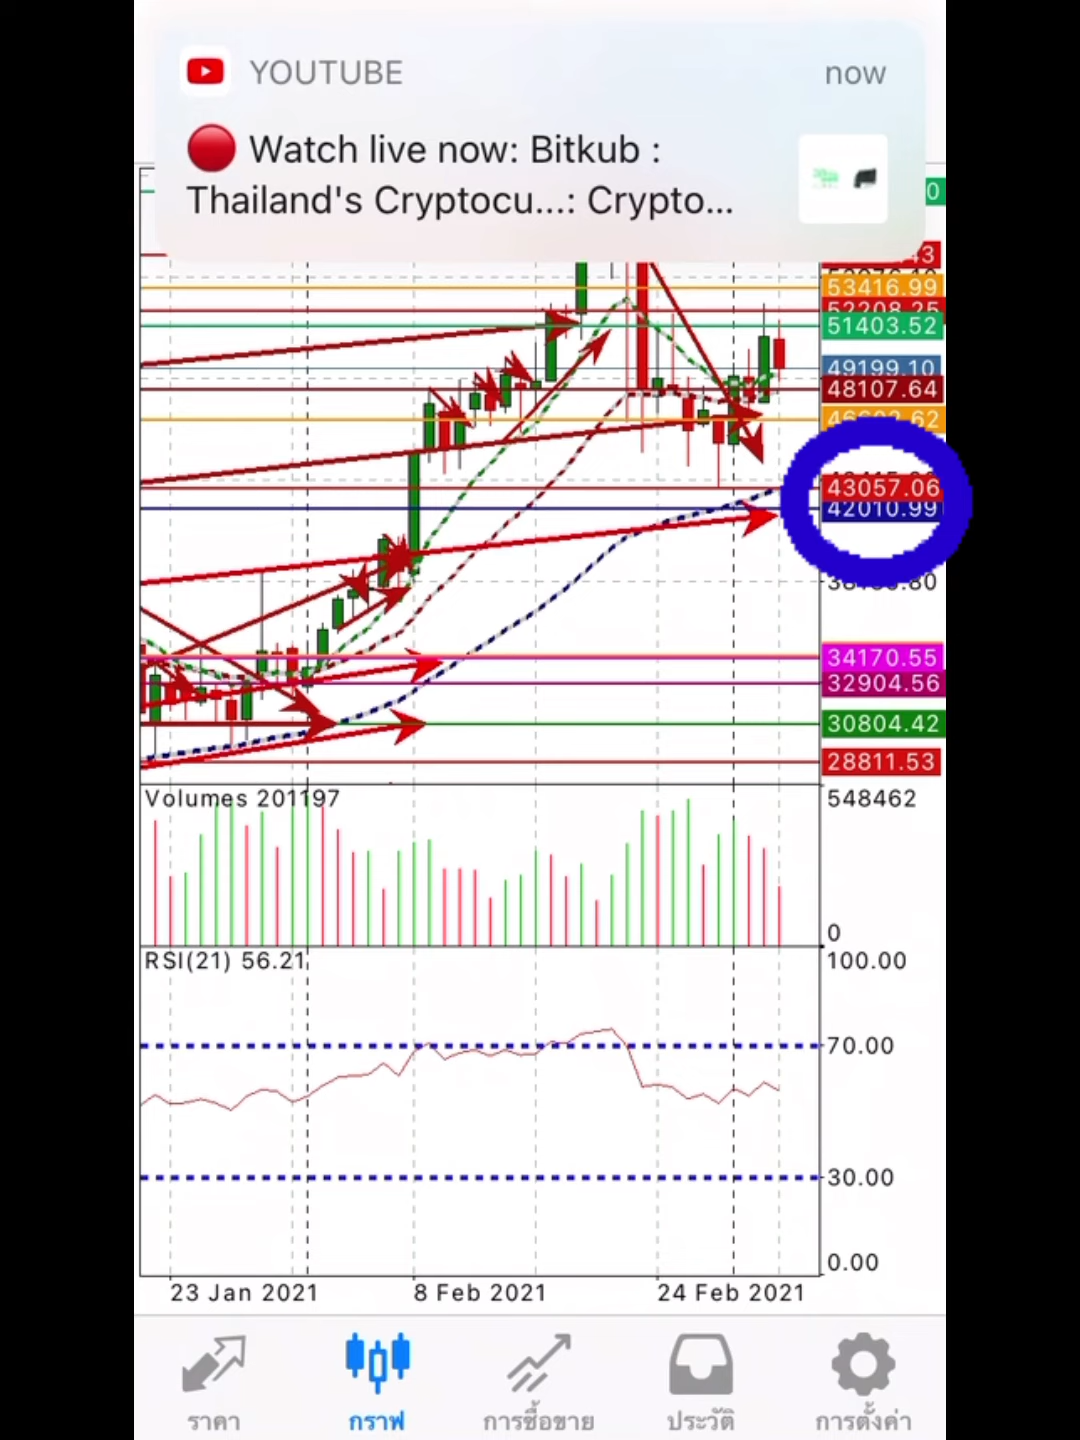 YOUTUBE
now
Watch live now: Bitkub :
Thailand's Cryptocu...: Crypto...
53416.99
52208.25
51403.52
49199.10
48107.64
43057.06
42010.99
34170.55
32904.56
30804.42
28811.53
Volumes 201197
548462
0
RSI(21) 56.21
100.00
70.00
30.00
0.00
23 Jan 2021
8 Feb 2021
24 Feb 2021
ราคา
กราฟ
การซื้อขาย
ประวัติ
การตั้งค่า